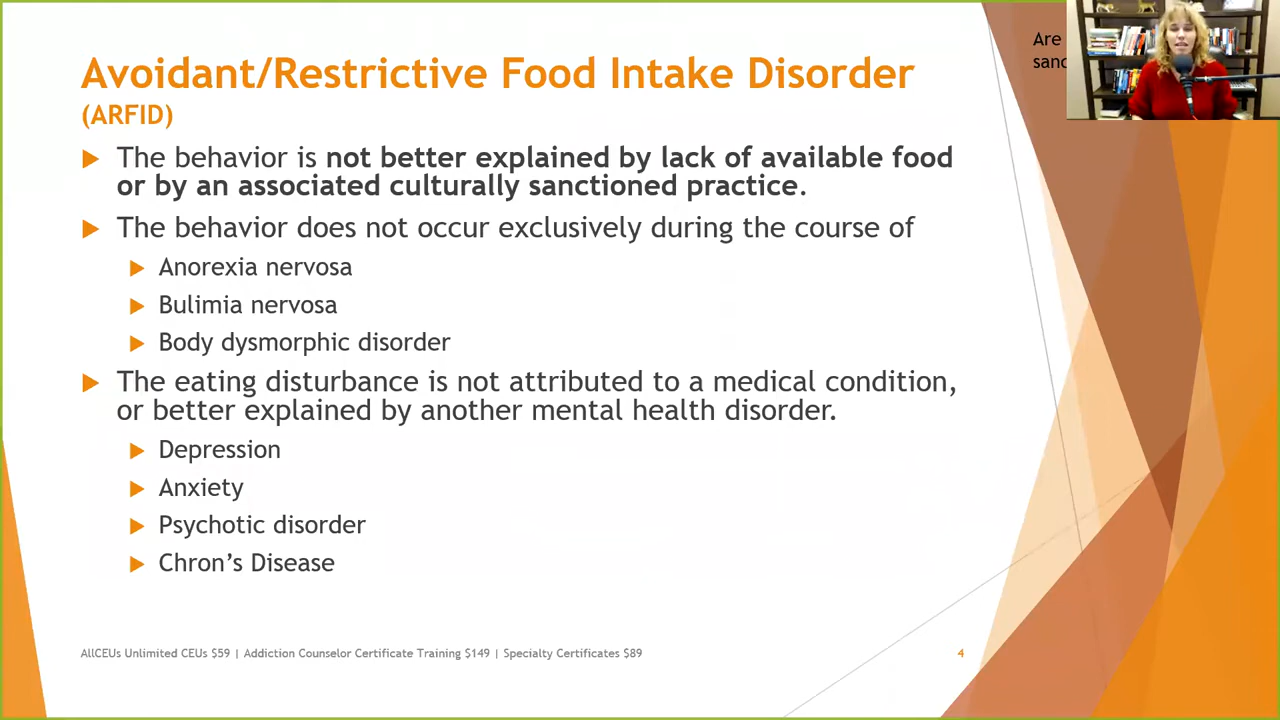 Avoidant/Restrictive Food Intake Disorder
(ARFID)
The behavior is not better explained by lack of available food
or by an associated culturally sanctioned practice.
The behavior does not occur exclusively during the course of
Anorexia nervosa
Bulimia nervosa
Body dysmorphic disorder
The eating disturbance is not attributed to a medical condition,
or better explained by another mental health disorder.
Depression
Anxiety
Psychotic disorder
Chron's Disease
AllCEUs Unlimited CEUs $59 | Addiction Counselor Certificate Training $149 | Specialty Certificates $89
4
Are